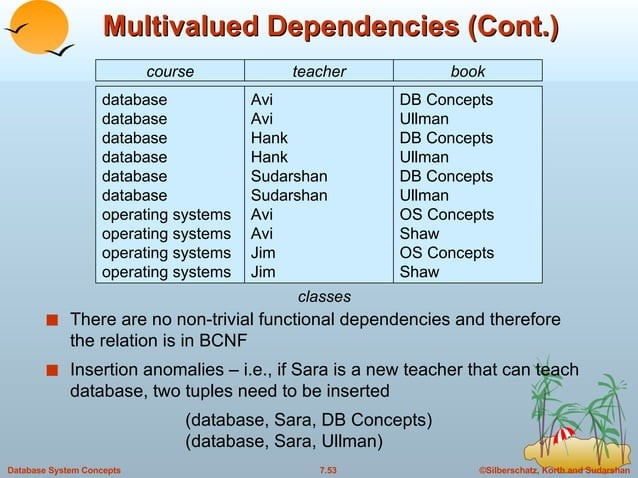 Multivalued Dependencies (Cont.)
course teacher book
database Avi DB Concepts
database Avi Ullman
database Hank DB Concepts
database Hank Ullman
database Sudarshan DB Concepts
database Sudarshan Ullman
operating systems Avi OS Concepts
operating systems Avi Shaw
operating systems Jim OS Concepts
operating systems Jim Shaw
classes
There are no non-trivial functional dependencies and therefore
the relation is in BCNF
Insertion anomalies – i.e., if Sara is a new teacher that can teach
database, two tuples need to be inserted
(database, Sara, DB Concepts)
(database, Sara, Ullman)
Database System Concepts 7.53 ©Silberschatz, Korth and Sudarshan